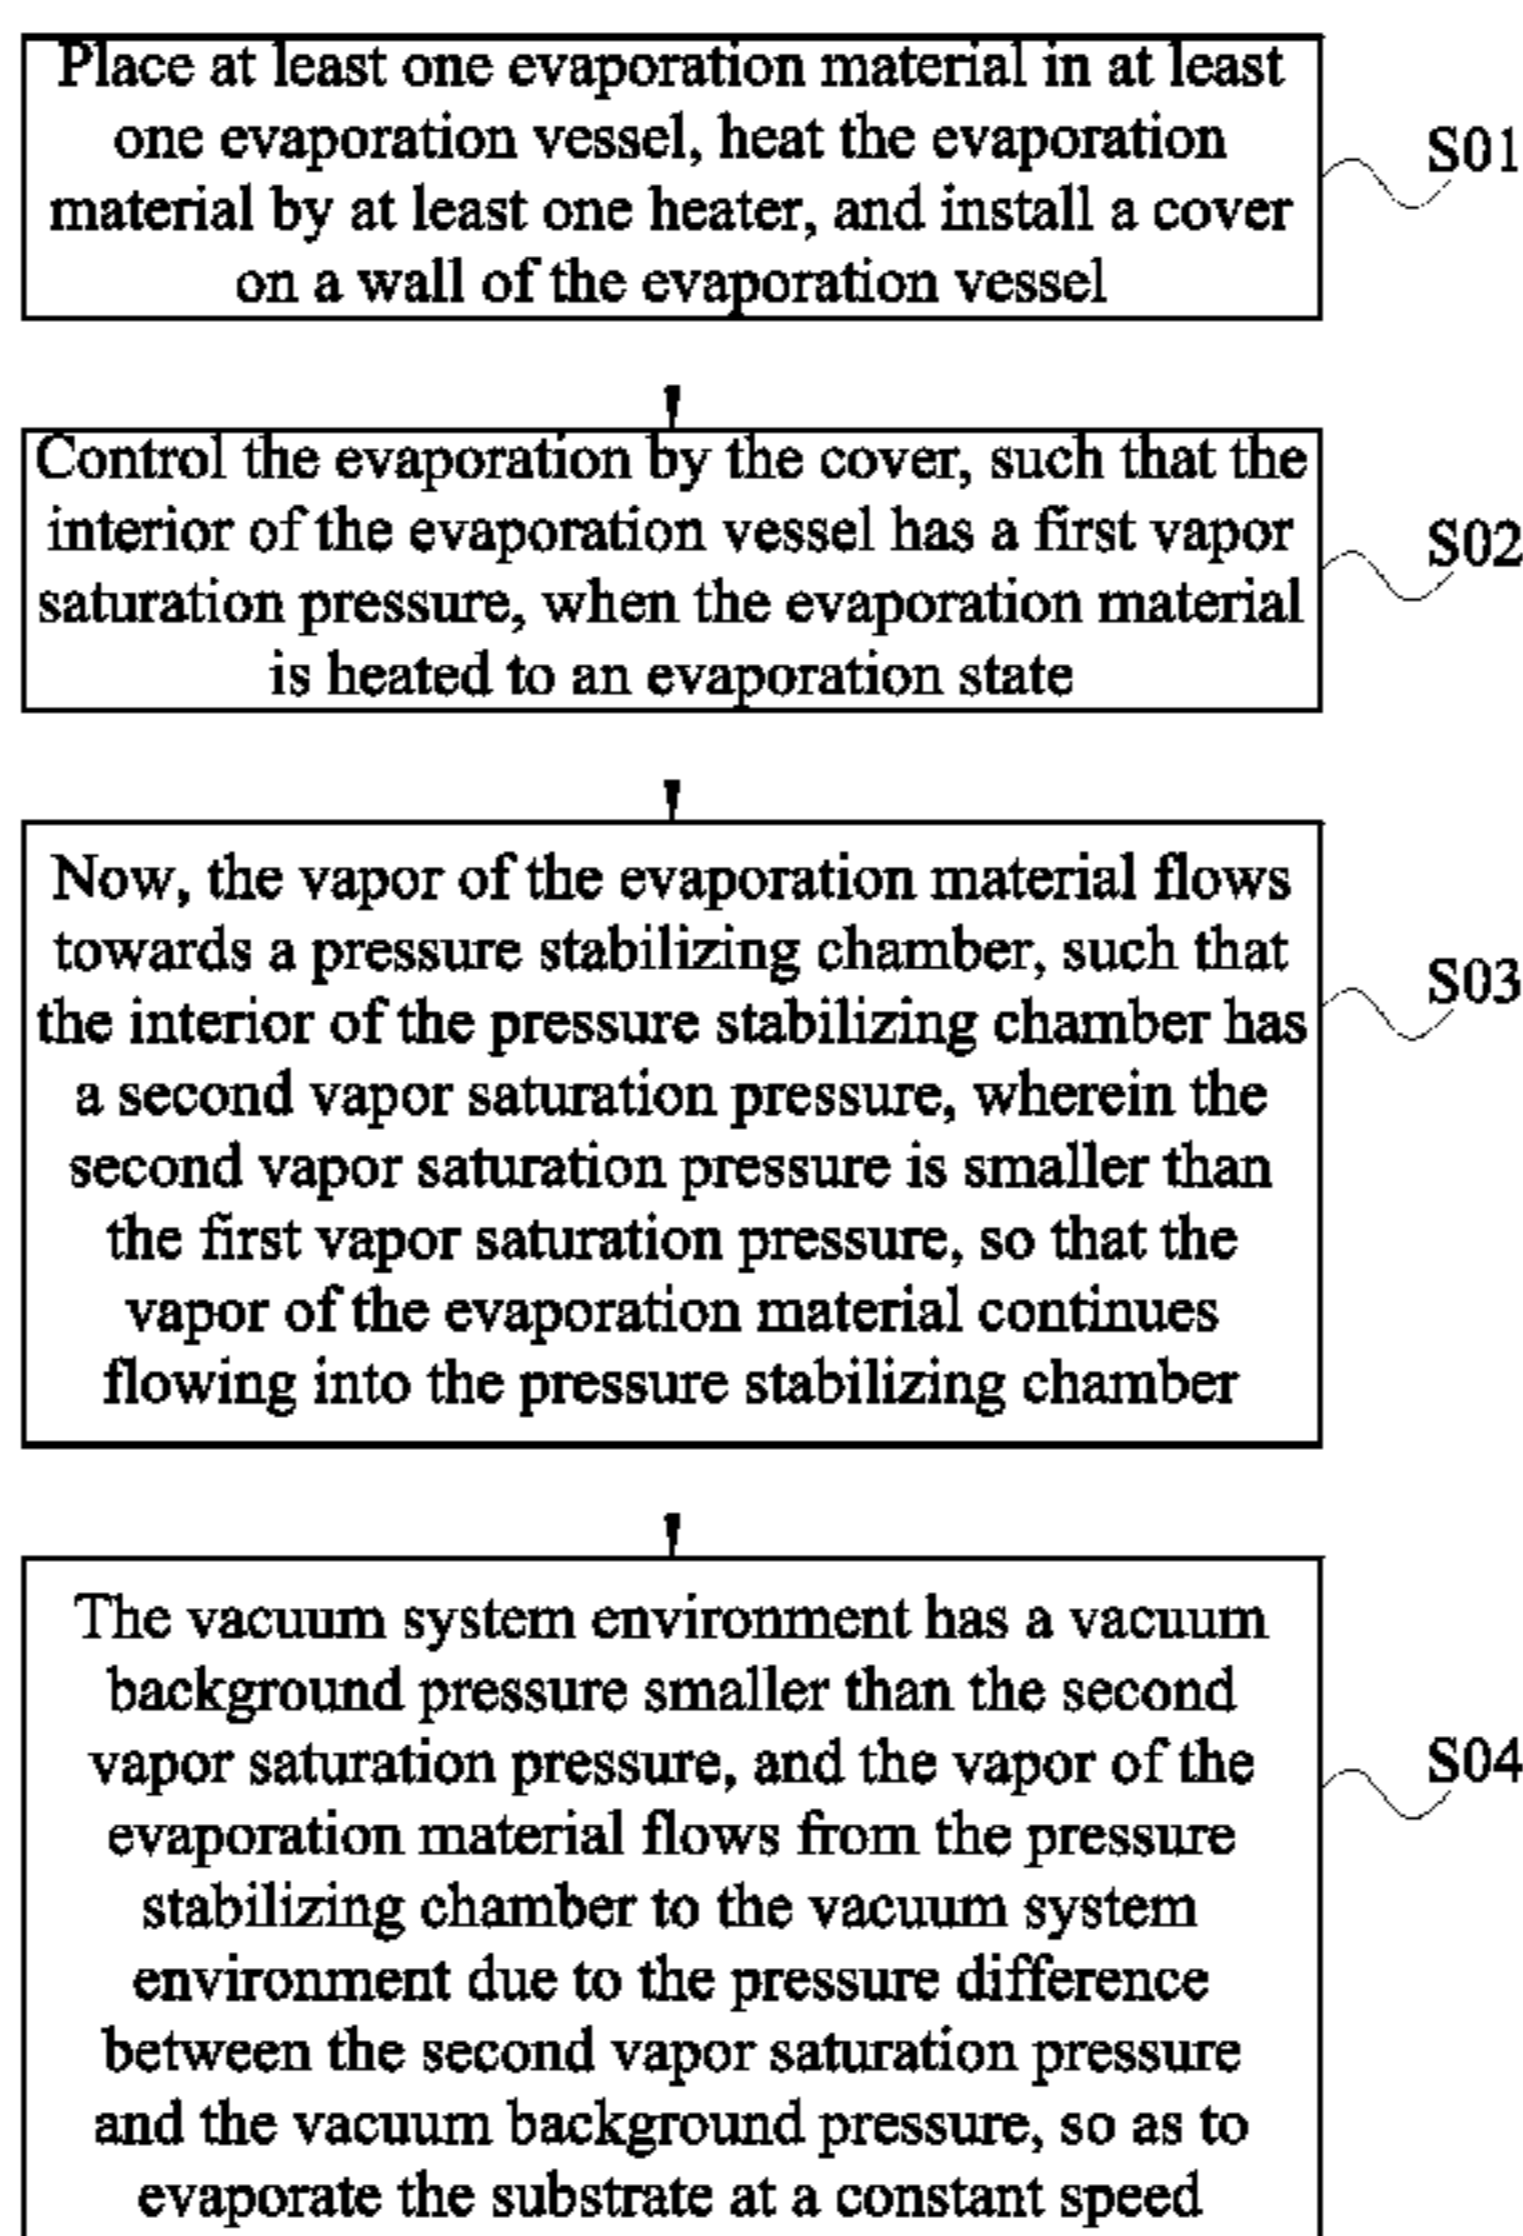 Place at least one evaporation material in at least
one evaporation vessel, heat the evaporation
material by at least one heater, and install a cover
on a wall of the evaporation vessel
S01
Control the evaporation by the cover, such that the
interior of the evaporation vessel has a first vapor
saturation pressure, when the evaporation material
is heated to an evaporation state
S02
Now, the vapor of the evaporation material flows
towards a pressure stabilizing chamber, such that
the interior of the pressure stabilizing chamber has
a second vapor saturation pressure, wherein the
second vapor saturation pressure is smaller than
the first vapor saturation pressure, so that the
vapor of the evaporation material continues
flowing into the pressure stabilizing chamber
S03
The vacuum system environment has a vacuum
background pressure smaller than the second
vapor saturation pressure, and the vapor of the
evaporation material flows from the pressure
stabilizing chamber to the vacuum system
environment due to the pressure difference
between the second vapor saturation pressure
and the vacuum background pressure, so as to
evaporate the substrate at a constant speed
S04